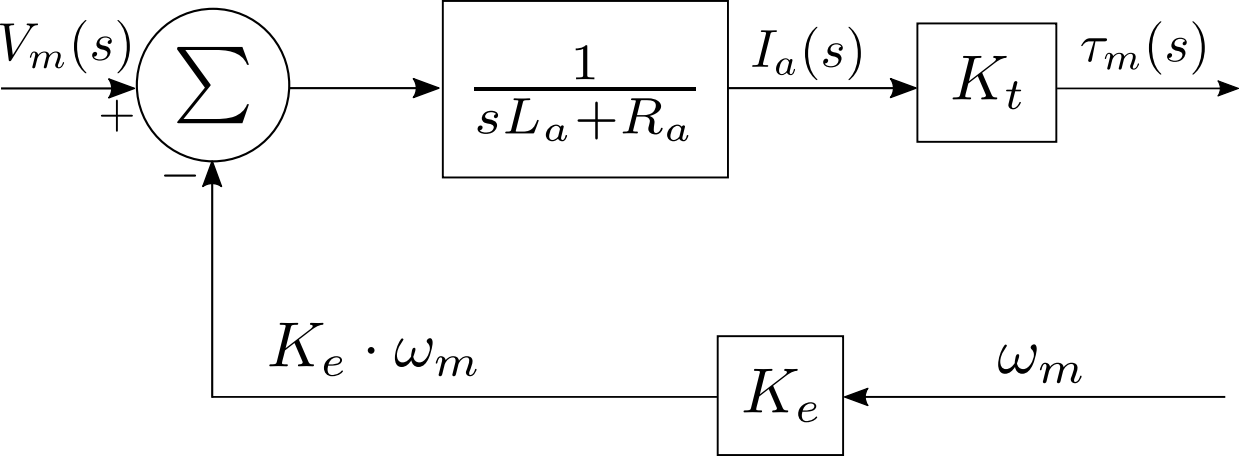 V_m(s)
+
−
∑
1
sL_a+R_a
I_a(s)
K_t
τ_m(s)
K_e · ω_m
K_e
ω_m